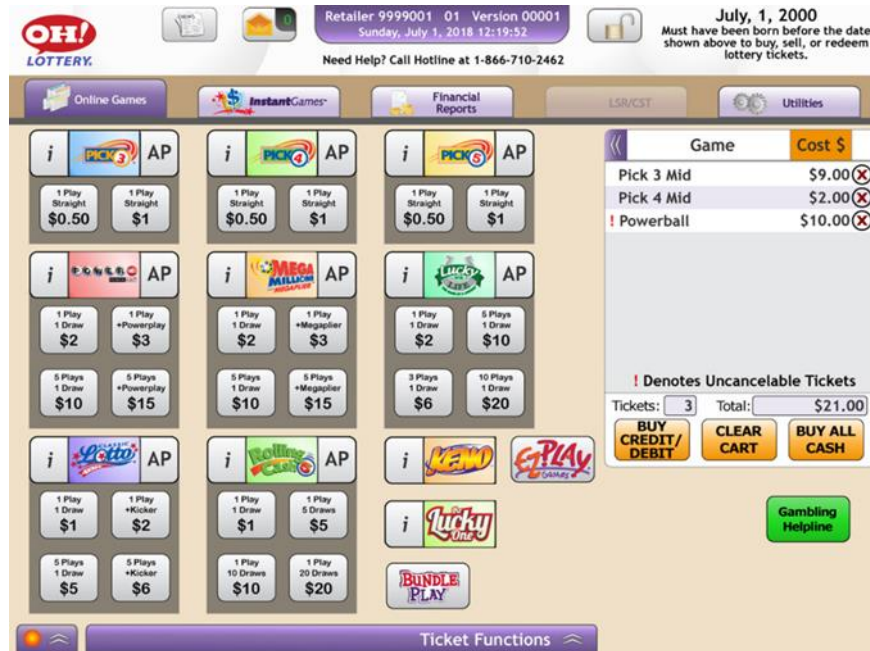 OH!
LOTTERY.
NEWS
0
Retailer 9999001 01 Version 00001
Sunday, July 1, 2018 12:19:52
Need Help? Call Hotline at 1-866-710-2462
July, 1, 2000
Must have been born before the date
shown above to buy, sell, or redeem
lottery tickets.
Online Games
InstantGames
Financial
Reports
LSR/CST
Utilities
i PICK 3 AP
1 Play
Straight
$0.50
1 Play
Straight
$1
i PICK 4 AP
1 Play
Straight
$0.50
1 Play
Straight
$1
i PICK 5 AP
1 Play
Straight
$0.50
1 Play
Straight
$1
i POWERBALL AP
1 Play
1 Draw
$2
1 Play
+Powerplay
$3
5 Plays
1 Draw
$10
5 Plays
+Powerplay
$15
i MEGA
MILLIONS
MEGAPLIER
AP
1 Play
1 Draw
$2
1 Play
+Megaplier
$3
5 Plays
1 Draw
$10
5 Plays
+Megaplier
$15
i Lucky
LIFE
AP
1 Play
1 Draw
$2
5 Plays
1 Draw
$10
3 Plays
1 Draw
$6
10 Plays
1 Draw
$20
i CLASSIC
Lotto
AP
1 Play
1 Draw
$1
1 Play
+Kicker
$2
5 Plays
1 Draw
$5
5 Plays
+Kicker
$6
i Rolling
Cash 5
AP
1 Play
1 Draw
$1
1 Play
5 Draws
$5
1 Play
10 Draws
$10
1 Play
20 Draws
$20
i KENO
EZPLAY
GAMES
i The
Lucky
One
BUNDLE
PLAY
Game Cost $
Pick 3 Mid $9.00 X
Pick 4 Mid $2.00 X
! Powerball $10.00 X
! Denotes Uncancelable Tickets
Tickets: 3 Total: $21.00
BUY
CREDIT/
DEBIT
CLEAR
CART
BUY ALL
CASH
Gambling
Helpline
Ticket Functions